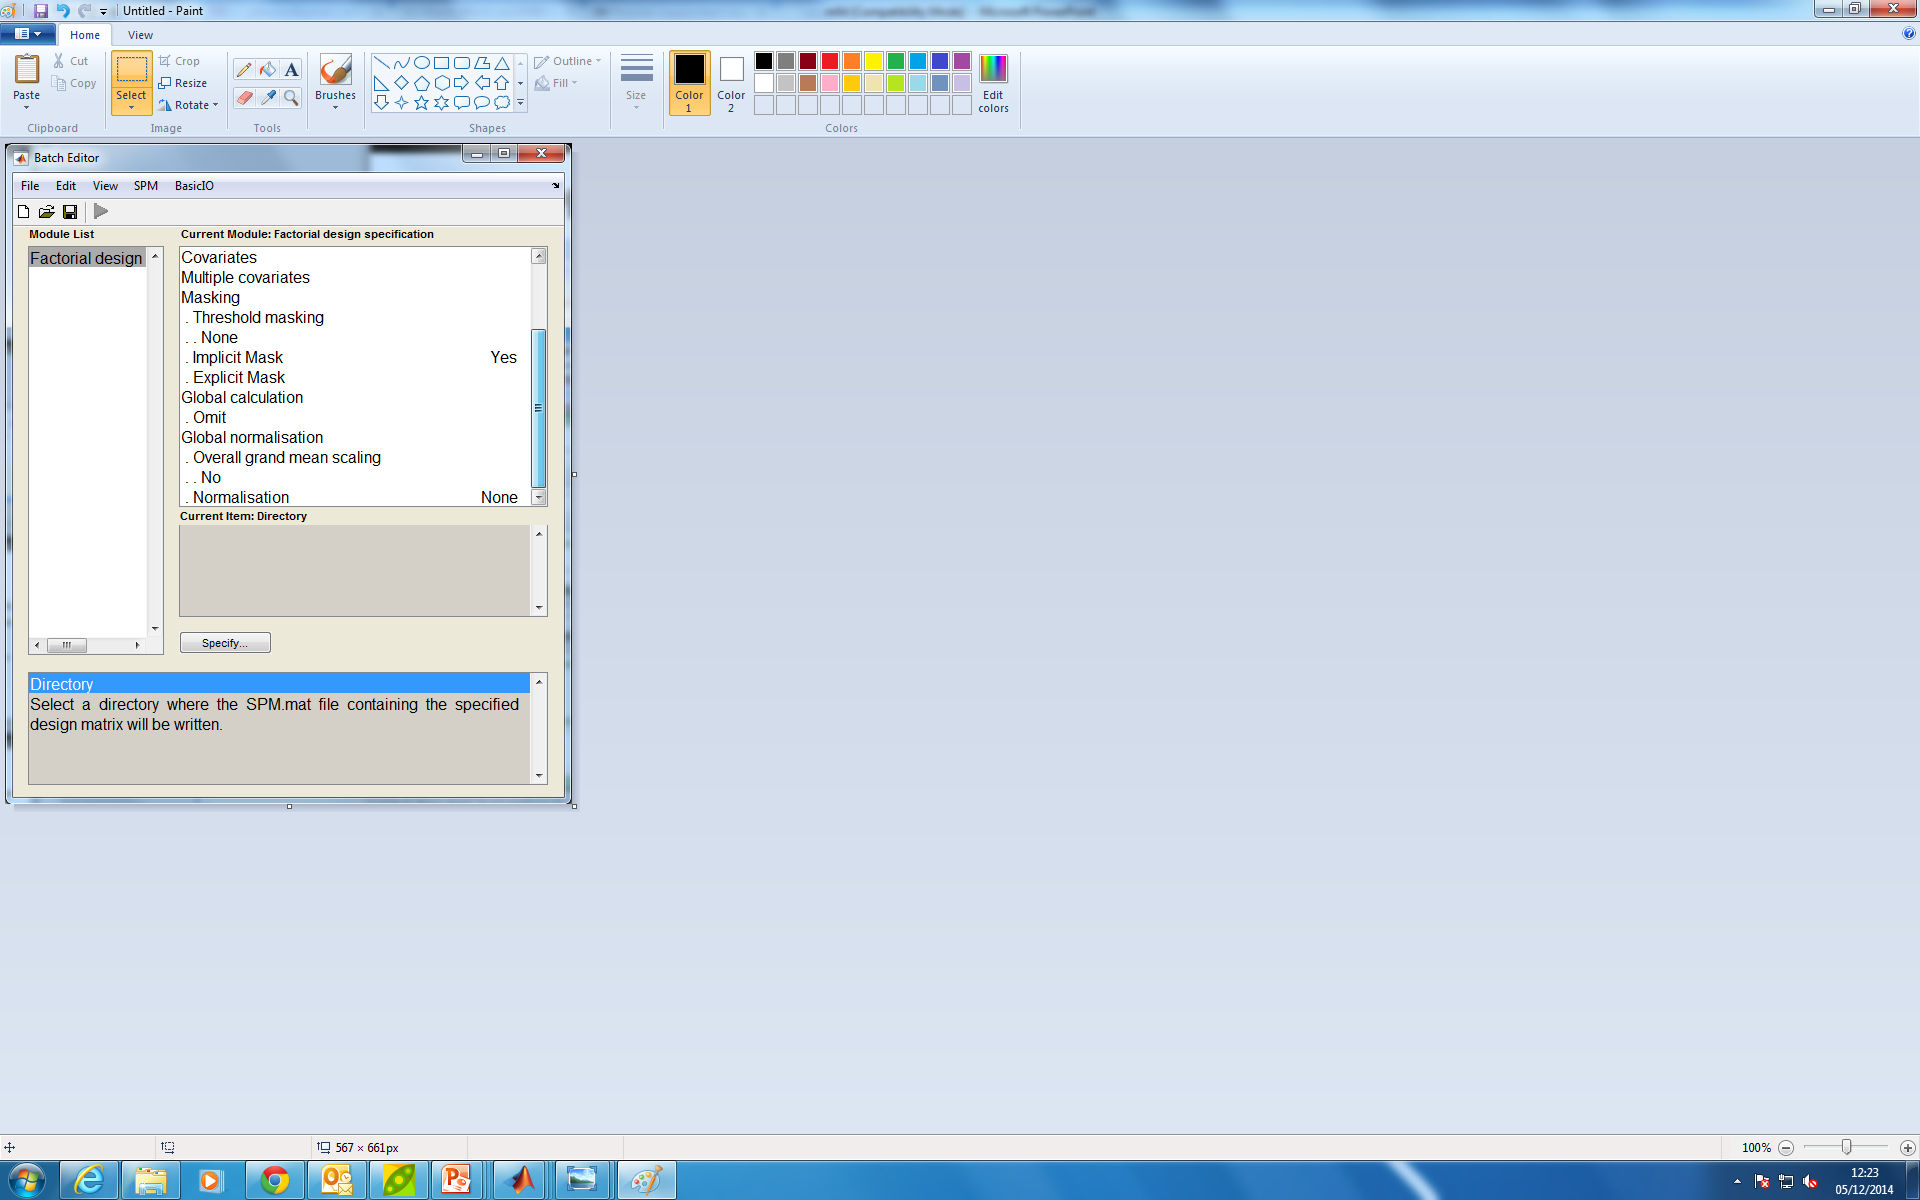 Untitled - Paint
Home View
Paste
Cut
Copy
Clipboard
Select
Crop
Resize
Rotate
Image
Tools
Brushes
Shapes
Outline
Fill
Size
Color 1
Color 2
Edit colors
Colors
Batch Editor
File Edit View SPM BasicIO
Module List
Factorial design
Current Module: Factorial design specification
Covariates
Multiple covariates
Masking
. Threshold masking
. . None
. Implicit Mask Yes
. Explicit Mask
Global calculation
. Omit
Global normalisation
. Overall grand mean scaling
. . No
. Normalisation None
Current Item: Directory
Specify...
Directory
Select a directory where the SPM.mat file containing the specified
design matrix will be written.
567 × 661px
100%
12:23
05/12/2014